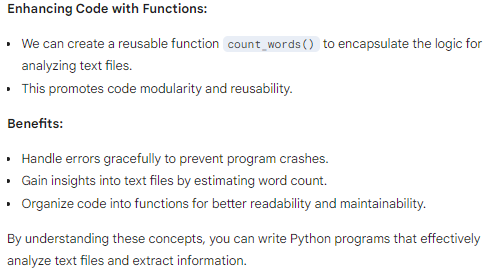 Enhancing Code with Functions:
• We can create a reusable function count_words() to encapsulate the logic for
analyzing text files.
• This promotes code modularity and reusability.
Benefits:
• Handle errors gracefully to prevent program crashes.
• Gain insights into text files by estimating word count.
• Organize code into functions for better readability and maintainability.
By understanding these concepts, you can write Python programs that effectively
analyze text files and extract information.